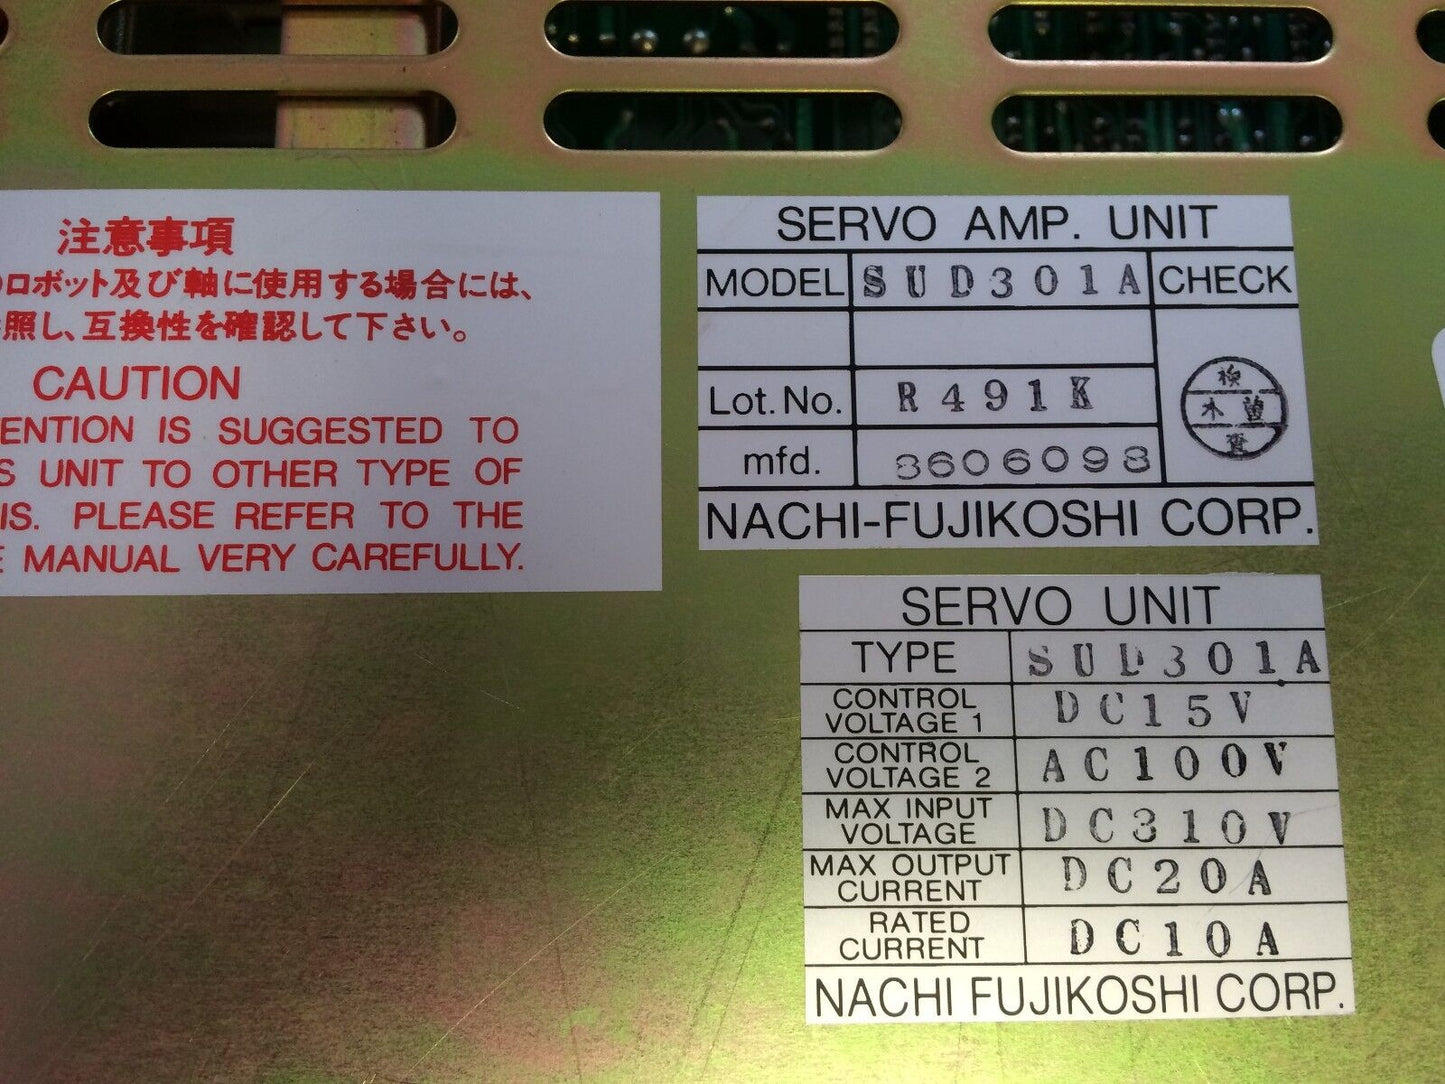 注意事項
ロボット及び軸に使用する場合には、
照し、互換性を確認して下さい。
CAUTION
ENTION IS SUGGESTED TO
S UNIT TO OTHER TYPE OF
IS. PLEASE REFER TO THE
E MANUAL VERY CAREFULLY.
SERVO AMP. UNIT
MODEL SUD301A CHECK
Lot. No. R491K
mfd. 3606093
NACHI-FUJIKOSHI CORP.
SERVO UNIT
TYPE SUD301A
CONTROL VOLTAGE 1 DC15V
CONTROL VOLTAGE 2 AC100V
MAX INPUT VOLTAGE DC310V
MAX OUTPUT CURRENT DC20A
RATED CURRENT DC10A
NACHI FUJIKOSHI CORP.